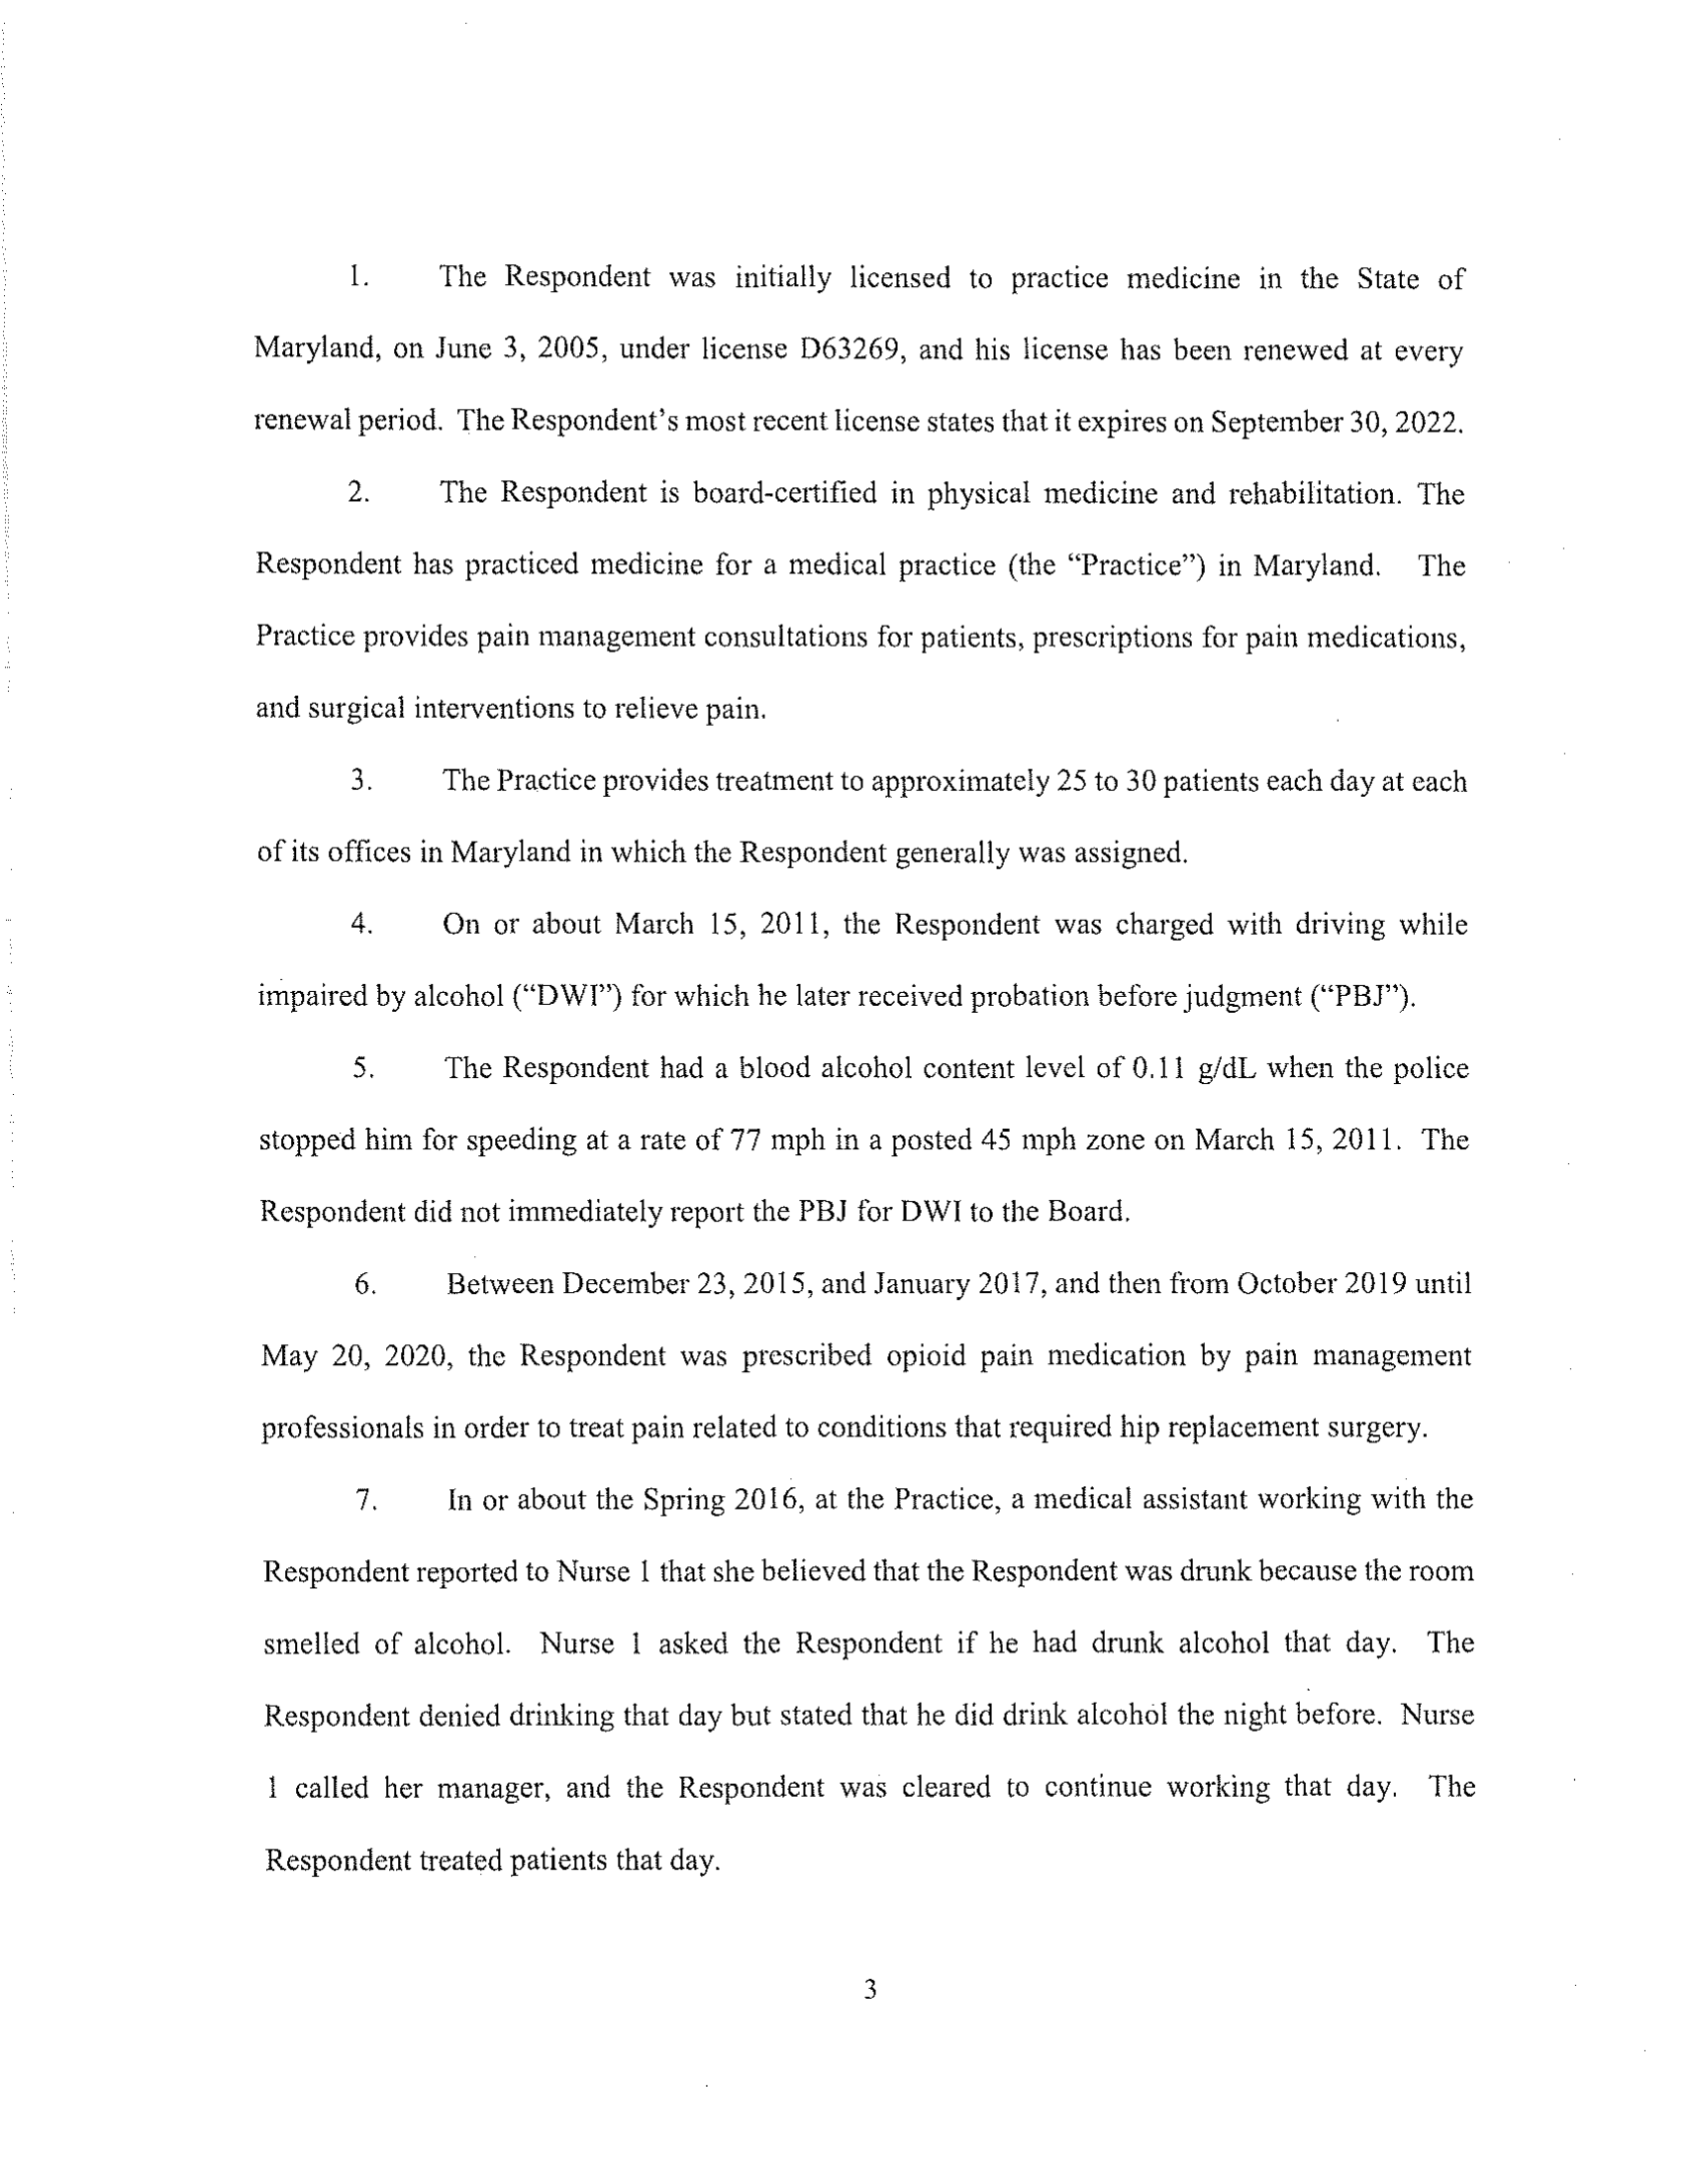 1. The Respondent was initially licensed to practice medicine in the State of
Maryland, on June 3, 2005, under license D63269, and his license has been renewed at every
renewal period. The Respondent's most recent license states that it expires on September 30, 2022.
2. The Respondent is board-certified in physical medicine and rehabilitation. The
Respondent has practiced medicine for a medical practice (the “Practice”) in Maryland. The
Practice provides pain management consultations for patients, prescriptions for pain medications,
and surgical interventions to relieve pain.
3. The Practice provides treatment to approximately 25 to 30 patients each day at each
of its offices in Maryland in which the Respondent generally was assigned.
4. On or about March 15, 2011, the Respondent was charged with driving while
impaired by alcohol (“DWI”) for which he later received probation before judgment (“PBJ”).
5. The Respondent had a blood alcohol content level of 0.11 g/dL when the police
stopped him for speeding at a rate of 77 mph in a posted 45 mph zone on March 15, 2011. The
Respondent did not immediately report the PBJ for DWI to the Board.
6. Between December 23, 2015, and January 2017, and then from October 2019 until
May 20, 2020, the Respondent was prescribed opioid pain medication by pain management
professionals in order to treat pain related to conditions that required hip replacement surgery.
7. In or about the Spring 2016, at the Practice, a medical assistant working with the
Respondent reported to Nurse 1 that she believed that the Respondent was drunk because the room
smelled of alcohol. Nurse 1 asked the Respondent if he had drunk alcohol that day. The
Respondent denied drinking that day but stated that he did drink alcohol the night before. Nurse
1 called her manager, and the Respondent was cleared to continue working that day. The
Respondent treated patients that day.
3